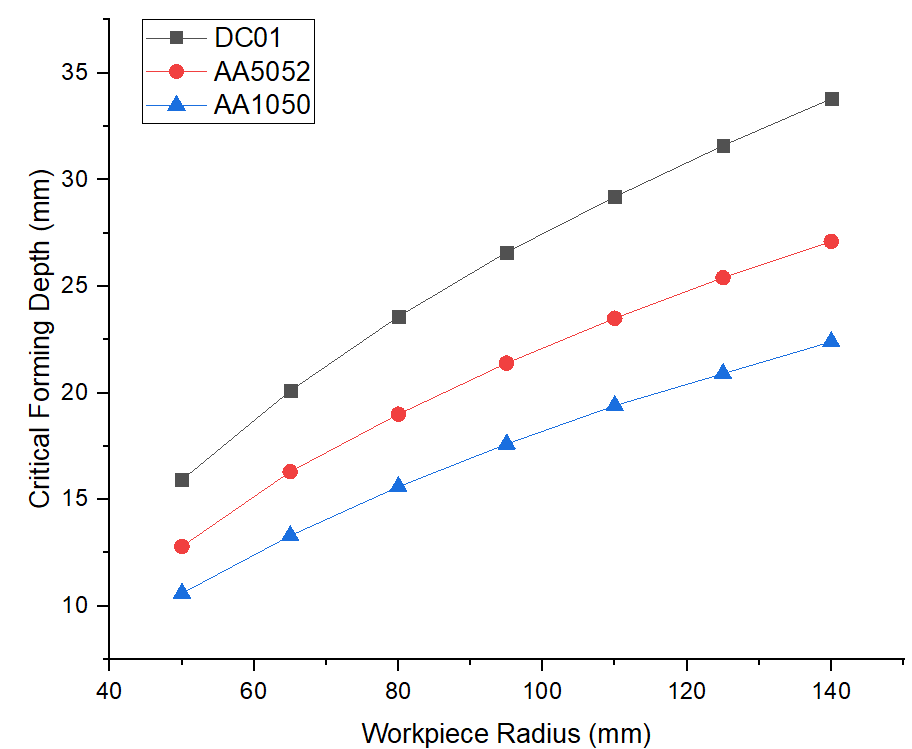 DC01
AA5052
AA1050
35
30
25
20
15
10
Critical Forming Depth (mm)
40 60 80 100 120 140
Workpiece Radius (mm)